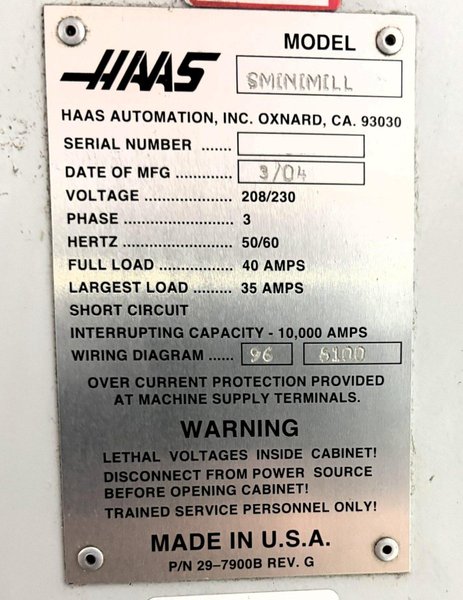 HAAS
MODEL SMINIMILL
HAAS AUTOMATION, INC. OXNARD, CA. 93030
SERIAL NUMBER .......
DATE OF MFG ............... 3/04
VOLTAGE ..................... 208/230
PHASE ......................... 3
HERTZ ......................... 50/60
FULL LOAD .................. 40 AMPS
LARGEST LOAD ......... 35 AMPS
SHORT CIRCUIT
INTERRUPTING CAPACITY - 10,000 AMPS
WIRING DIAGRAM ...... 96 6100
OVER CURRENT PROTECTION PROVIDED
AT MACHINE SUPPLY TERMINALS.
WARNING
LETHAL VOLTAGES INSIDE CABINET!
DISCONNECT FROM POWER SOURCE
BEFORE OPENING CABINET!
TRAINED SERVICE PERSONNEL ONLY!
MADE IN U.S.A.
P/N 29–7900B REV. G